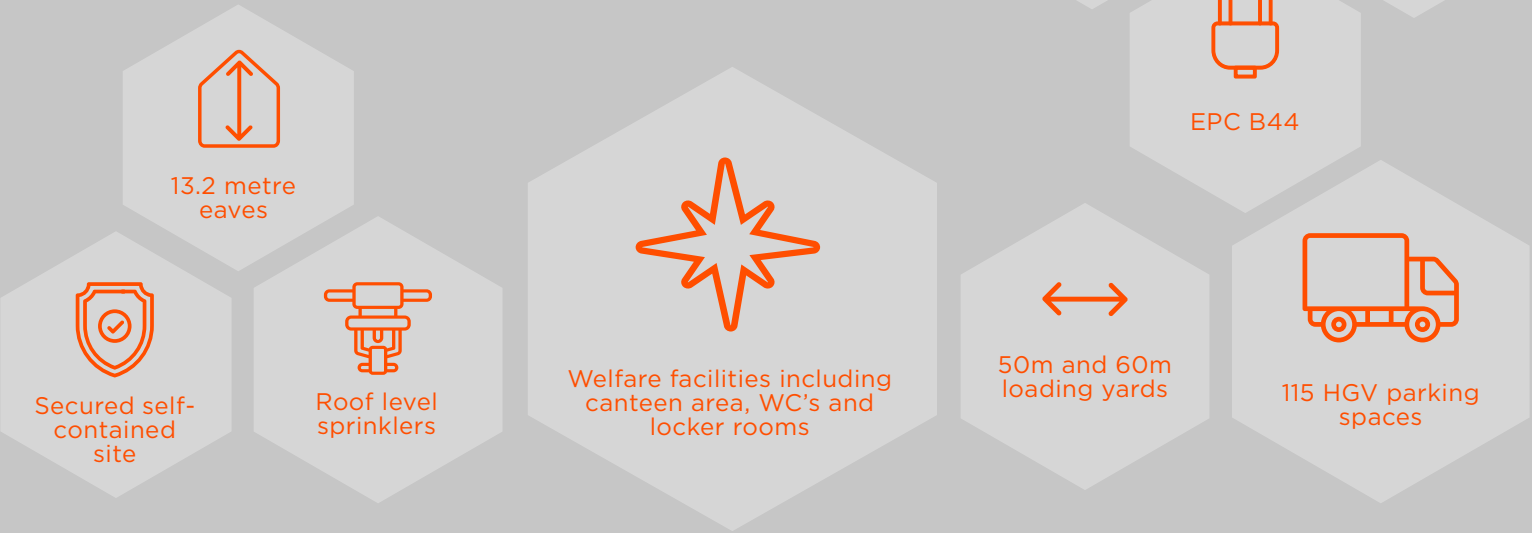 13.2 metre
eaves
Secured self-
contained
site
Roof level
sprinklers
Welfare facilities including
canteen area, WC’s and
locker rooms
50m and 60m
loading yards
EPC B44
115 HGV parking
spaces